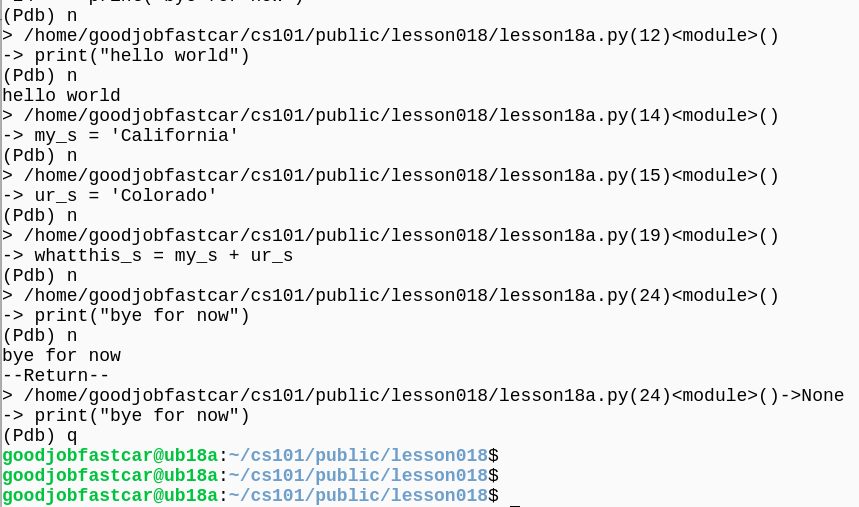 (Pdb) n
> /home/goodjobfastcar/cs101/public/lesson018/lesson18a.py(12)<module>()
-> print("hello world")
(Pdb) n
hello world
> /home/goodjobfastcar/cs101/public/lesson018/lesson18a.py(14)<module>()
-> my_s = 'California'
(Pdb) n
> /home/goodjobfastcar/cs101/public/lesson018/lesson18a.py(15)<module>()
-> ur_s = 'Colorado'
(Pdb) n
> /home/goodjobfastcar/cs101/public/lesson018/lesson18a.py(19)<module>()
-> whatthis_s = my_s + ur_s
(Pdb) n
> /home/goodjobfastcar/cs101/public/lesson018/lesson18a.py(24)<module>()
-> print("bye for now")
(Pdb) n
bye for now
--Return--
> /home/goodjobfastcar/cs101/public/lesson018/lesson18a.py(24)<module>()->None
-> print("bye for now")
(Pdb) q
goodjobfastcar@ub18a:~/cs101/public/lesson018$
goodjobfastcar@ub18a:~/cs101/public/lesson018$
goodjobfastcar@ub18a:~/cs101/public/lesson018$ _